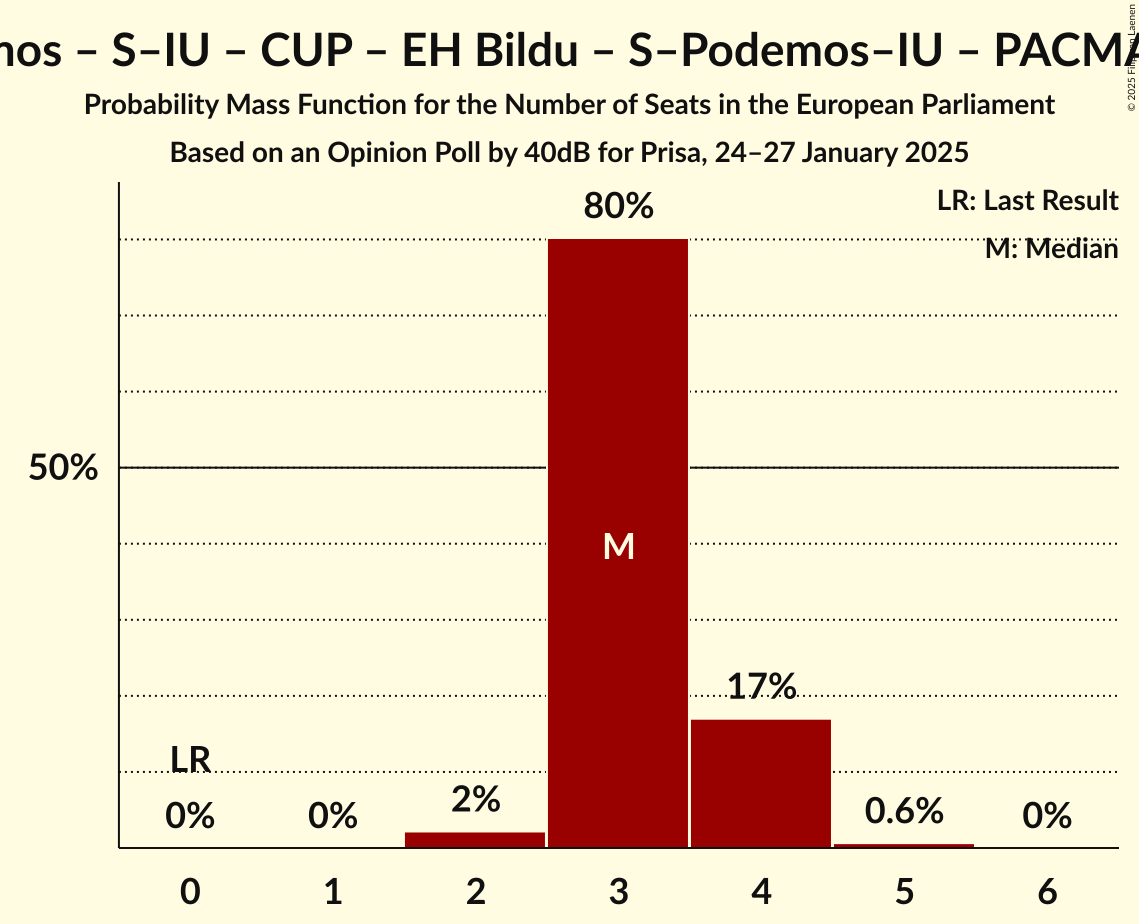 – S–IU – CUP – EH Bildu – S–Podemos–IU –
Probability Mass Function for the Number of Seats in the European Parliament
Based on an Opinion Poll by 40dB for Prisa, 24–27 January 2025
© 2025 Filip van Laenen
LR: Last Result
M: Median
80%
50%
M
17%
LR
0%
0%
2%
0.6%
0%
0 1 2 3 4 5 6